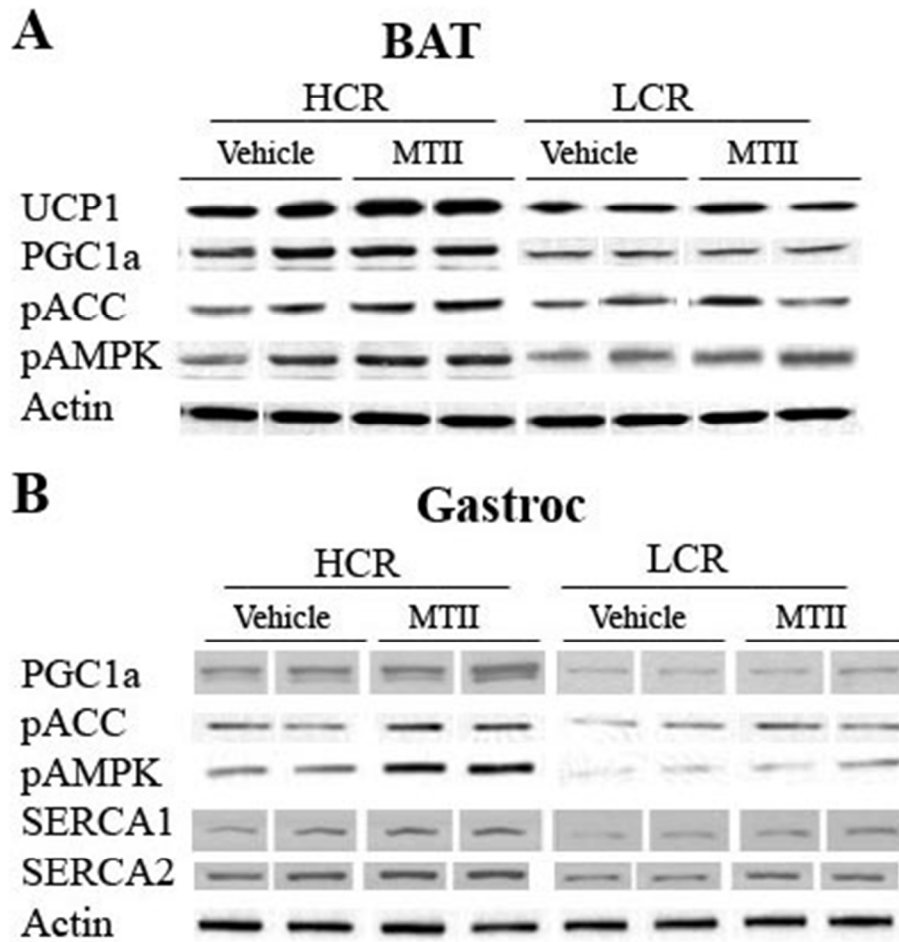 A
BAT
HCR LCR
Vehicle MTII Vehicle MTII
UCP1
PGC1a
pACC
pAMPK
Actin
B
Gastroc
HCR LCR
Vehicle MTII Vehicle MTII
PGC1a
pACC
pAMPK
SERCA1
SERCA2
Actin